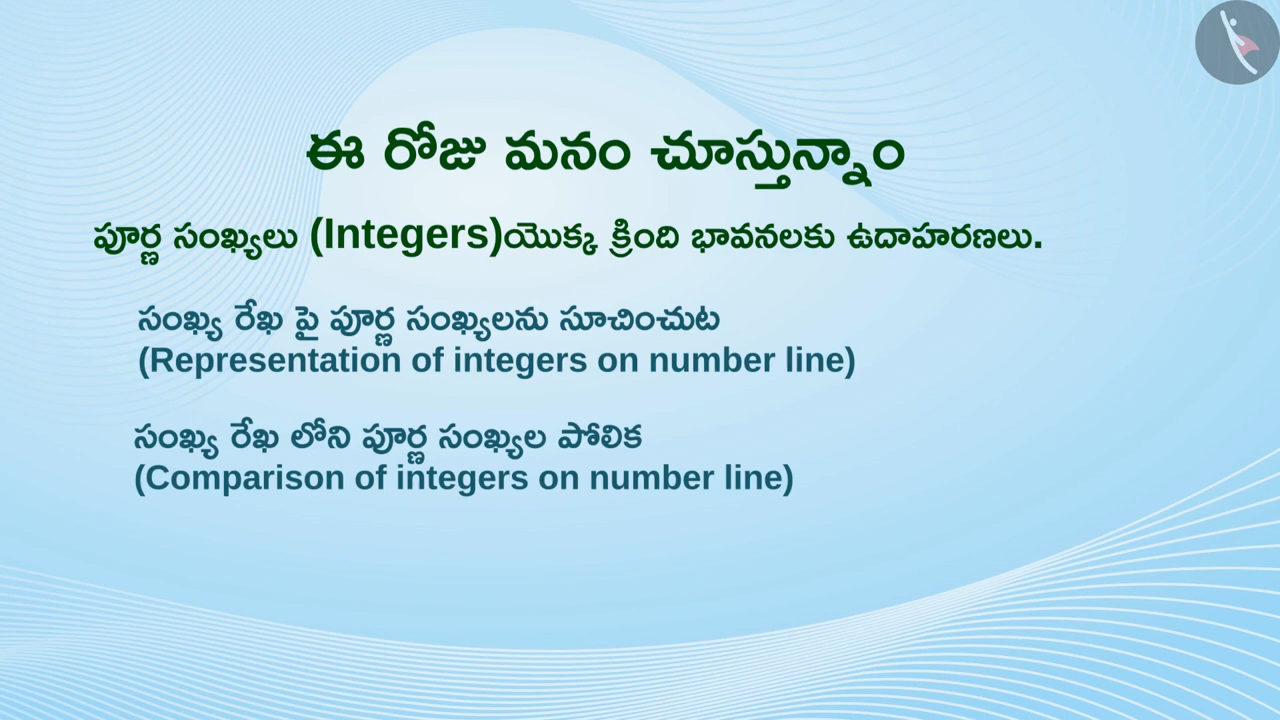 ఈ రోజు మనం చూస్తున్నాం
పూర్ణ సంఖ్యలు (Integers)యొక్క క్రింది భావనలకు ఉదాహరణలు.
సంఖ్య రేఖ పై పూర్ణ సంఖ్యలను సూచించుట
(Representation of integers on number line)
సంఖ్య రేఖ లోని పూర్ణ సంఖ్యల పోలిక
(Comparison of integers on number line)